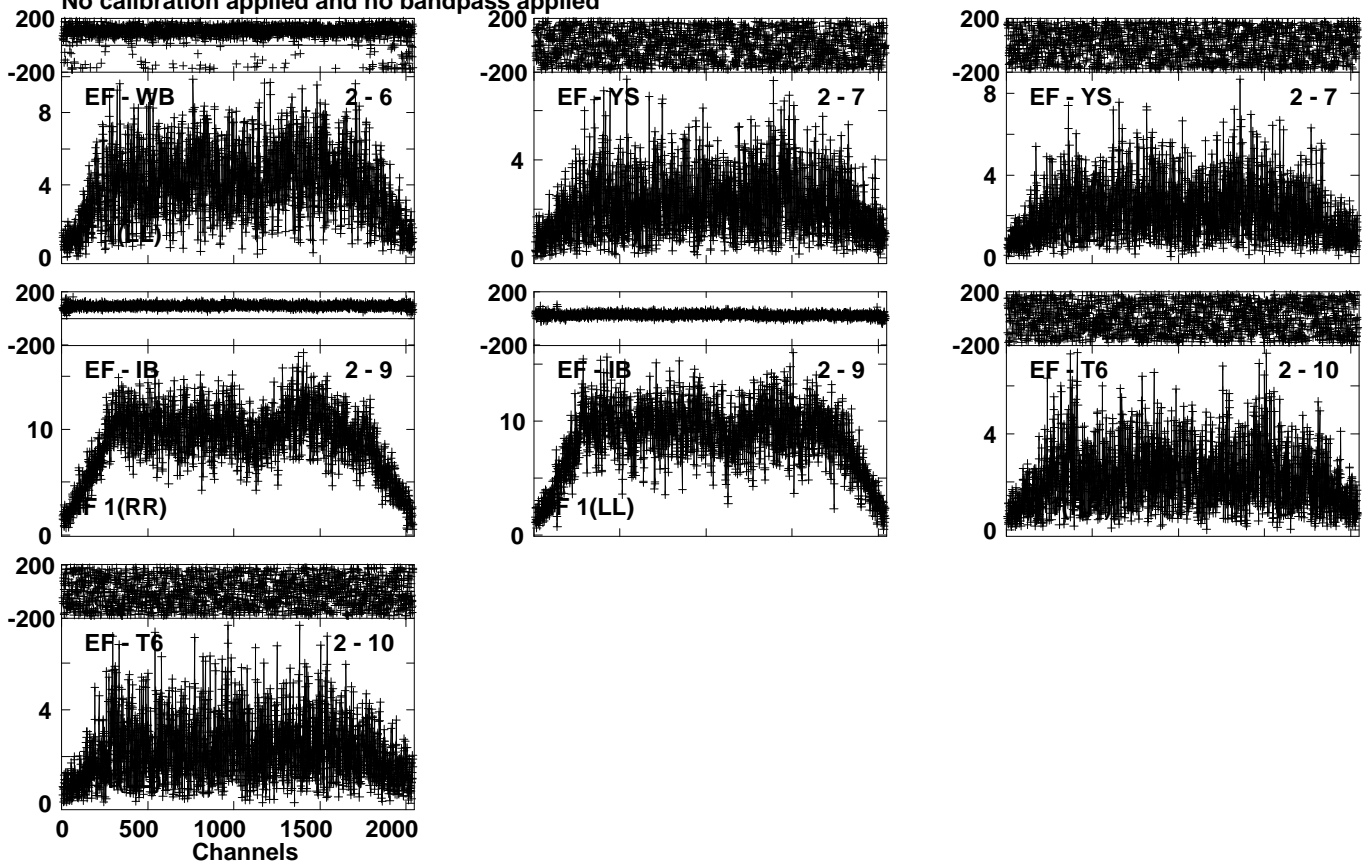 No calibration applied and no bandpass applied
200
-200
EF - WB 2 - 6
8
4
0
(LL)
200
-200
EF - YS 2 - 7
4
0
200
-200
EF - YS 2 - 7
8
4
0
200
-200
EF - IB 2 - 9
10
0
F 1(RR)
200
-200
EF - IB 2 - 9
10
0
F 1(LL)
200
-200
EF - T6 2 - 10
4
0
200
-200
EF - T6 2 - 10
4
0
0 500 1000 1500 2000
Channels